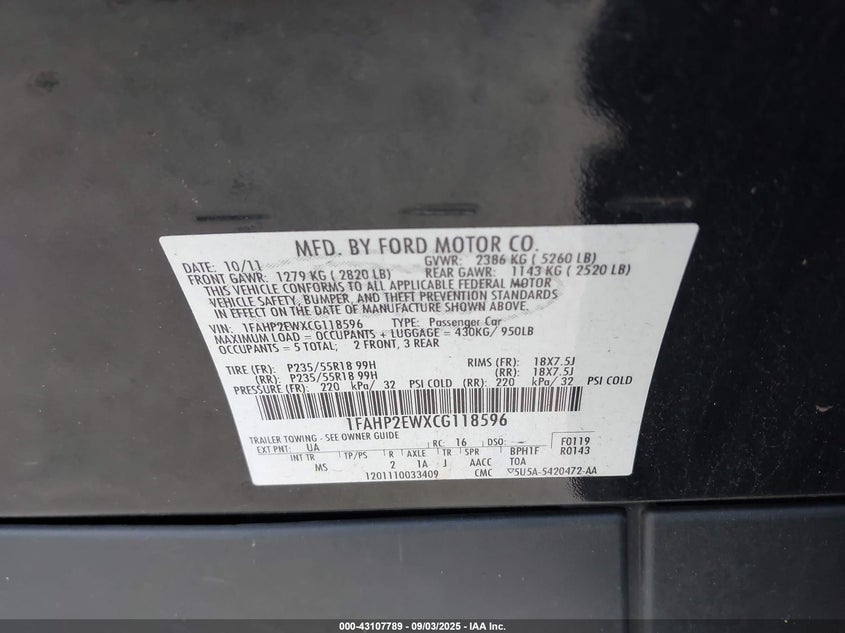 MFD. BY FORD MOTOR CO.
DATE: 10/11 GVWR: 2386 KG ( 5260 LB)
FRONT GAWR: 1279 KG ( 2820 LB) REAR GAWR: 1143 KG ( 2520 LB)
THIS VEHICLE CONFORMS TO ALL APPLICABLE FEDERAL MOTOR
VEHICLE SAFETY, BUMPER, AND THEFT PREVENTION STANDARDS
IN EFFECT ON THE DATE OF MANUFACTURE SHOWN ABOVE.
VIN: 1FAHP2EWXCG118596 TYPE: Passenger Car
MAXIMUM LOAD = OCCUPANTS + LUGGAGE = 430KG/ 950LB
OCCUPANTS = 5 TOTAL; 2 FRONT, 3 REAR
TIRE (FR): P235/55R18 99H RIMS (FR): 18X7.5J
(RR): P235/55R18 99H (RR): 18X7.5J
PRESSURE (FR): 220 kPa/ 32 PSI COLD (RR): 220 kPa/ 32 PSI COLD
1FAHP2EWXCG118596
TRAILER TOWING - SEE OWNER GUIDE
EXT PNT: UA RC: 16 DSO: – F0119
INT TR TP/PS R AXLE TR SPR BPH1F R0143
MS 2 1A J AACC TOA
1201110033409 CMC ▽5U5A-5420472-AA
000-43107789 - 09/03/2025 - IAA Inc.